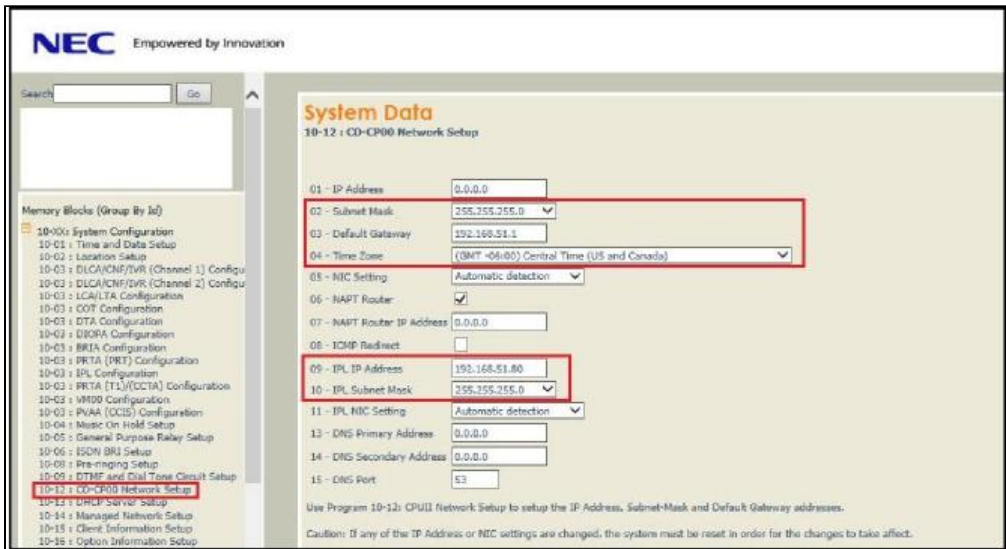 NEC Empowered by Innovation
Search Go
Memory Blocks (Group By Id)
10-XX: System Configuration
10-01 : Time and Date Setup
10-02 : Location Setup
10-03 : DLCA/CNF/IVR (Channel 1) Configu
10-03 : DLCA/CNF/IVR (Channel 2) Configu
10-03 : LCA/LTA Configuration
10-03 : COT Configuration
10-03 : DTA Configuration
10-03 : DIOPA Configuration
10-03 : BRIA Configuration
10-03 : PRTA (PRT) Configuration
10-03 : IPL Configuration
10-03 : PRTA (T1)/(CCTA) Configuration
10-03 : VM00 Configuration
10-03 : PVAA (CCIS) Configuration
10-04 : Music On Hold Setup
10-05 : General Purpose Relay Setup
10-06 : ISDN BRI Setup
10-08 : Pre-ringing Setup
10-09 : DTMF and Dial Tone Circuit Setup
10-12 : CD-CP00 Network Setup
10-13 : DHCP Server Setup
10-14 : Managed Network Setup
10-15 : Client Information Setup
10-16 : Option Information Setup
System Data
10-12 : CD-CP00 Network Setup
01 - IP Address 0.0.0.0
02 - Subnet Mask 255.255.255.0
03 - Default Gateway 192.168.51.1
04 - Time Zone (GMT -06:00) Central Time (US and Canada)
05 - NIC Setting Automatic detection
06 - NAPT Router
07 - NAPT Router IP Address 0.0.0.0
08 - ICMP Redirect
09 - IPL IP Address 192.168.51.80
10 - IPL Subnet Mask 255.255.255.0
11 - IPL NIC Setting Automatic detection
13 - DNS Primary Address 0.0.0.0
14 - DNS Secondary Address 0.0.0.0
15 - DNS Port 53
Use Program 10-12: CPUII Network Setup to setup the IP Address, Subnet-Mask and Default Gateway addresses.
Caution: If any of the IP Address or NIC settings are changed, the system must be reset in order for the changes to take affect.